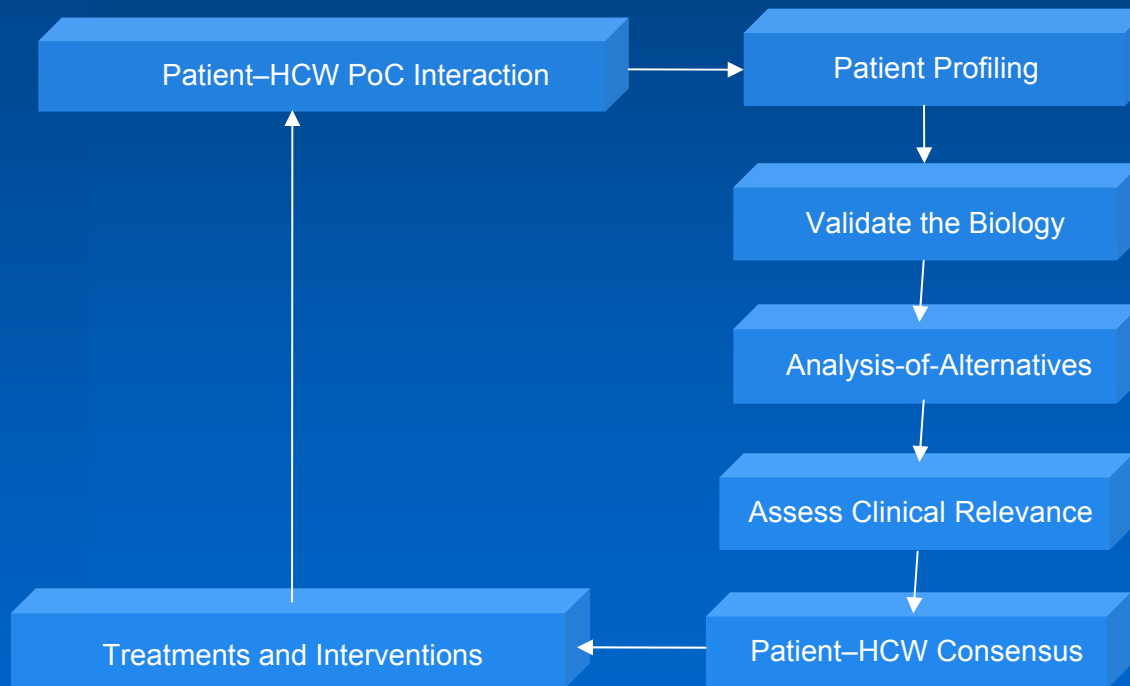 Patient–HCW PoC Interaction
Patient Profiling
Validate the Biology
Analysis-of-Alternatives
Assess Clinical Relevance
Patient–HCW Consensus
Treatments and Interventions